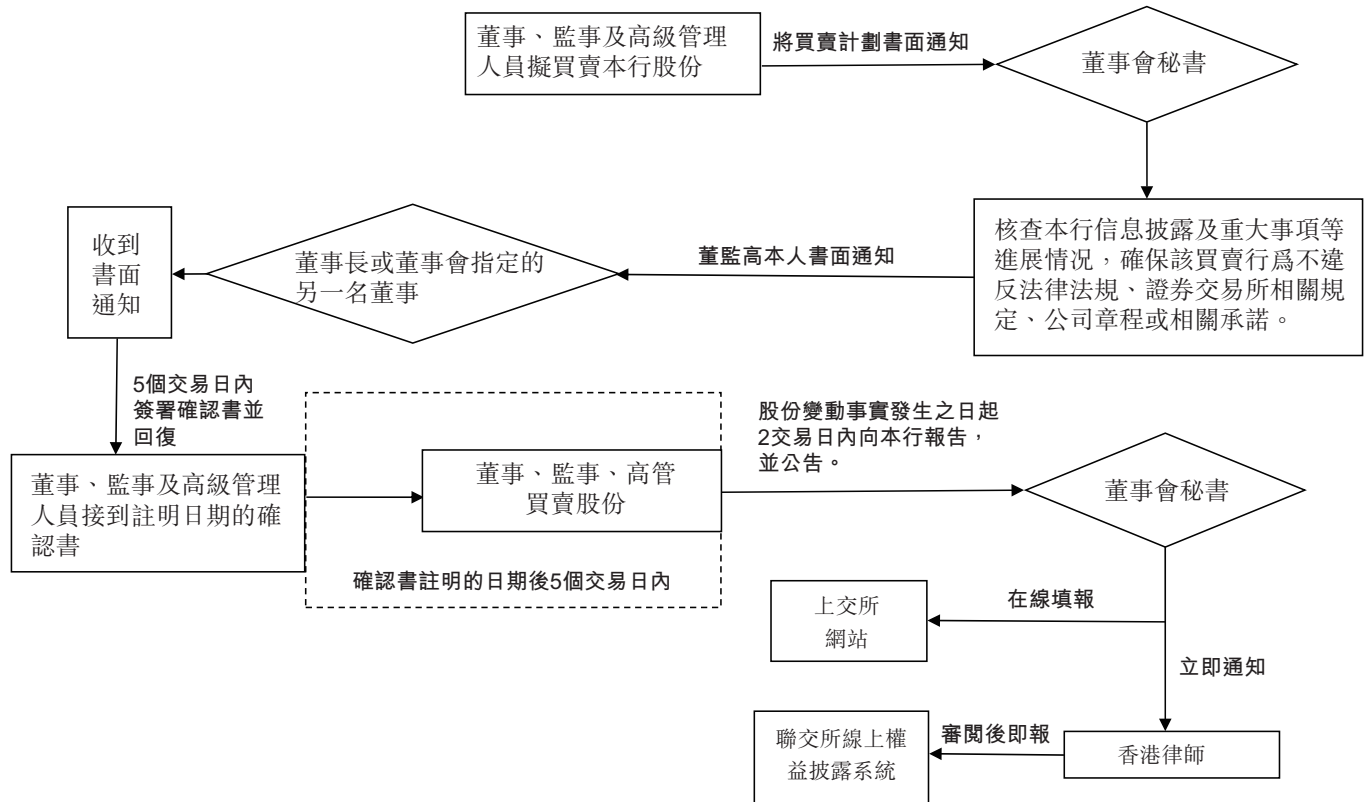 董事、監事及高級管理
人員擬買賣本行股份
將買賣計劃書面通知
董事會秘書
核查本行信息披露及重大事項等
進展情況，確保該買賣行爲不違
反法律法規、證券交易所相關規
定、公司章程或相關承諾。
董監高本人書面通知
董事長或董事會指定的
另一名董事
收到
書面
通知
5個交易日內
簽署確認書並
回復
董事、監事及高級管理
人員接到註明日期的確
認書
董事、監事、高管
買賣股份
確認書註明的日期後5個交易日內
股份變動事實發生之日起
2交易日內向本行報告，
並公告。
董事會秘書
在線填報
上交所
網站
立即通知
香港律師
審閱後即報
聯交所線上權
益披露系統